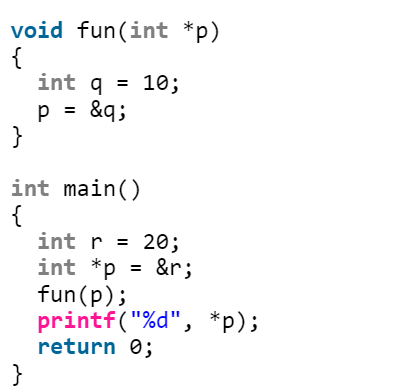 void fun(int *p)
{
  int q = 10;
  p = &q;
}

int main()
{
  int r = 20;
  int *p = &r;
  fun(p);
  printf("%d", *p);
  return 0;
}